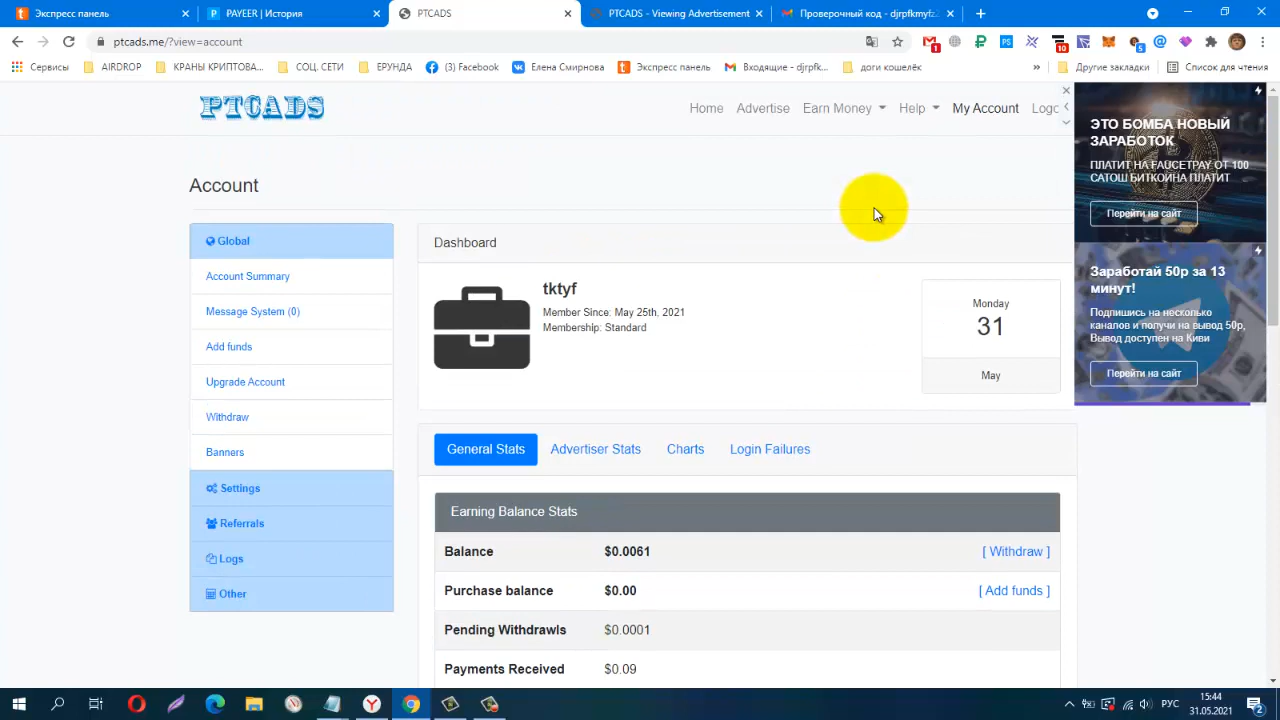 Экспресс панель
PAYEER | История
PTCADS
PTCADS - Viewing Advertisement
Проверочный код - djrpfkmyfz
ptcads.me/?view=account
Сервисы
AIRDROP
КРАНЫ КРИПТОВА...
СОЦ. СЕТИ
ЕРУНДА
(3) Facebook
Елена Смирнова
Экспресс панель
Входящие - djrpfk...
доги кошелёк
»
Другие закладки
Список для чтения
PTCADS
Home
Advertise
Earn Money
Help
My Account
Logo
ЭТО БОМБА НОВЫЙ
ЗАРАБОТОК
ПЛАТИТ НА FAUCETPAY ОТ 100
САТОШ БИТКОИНА ПЛАТИТ
Перейти на сайт
Account
Global
Account Summary
Message System (0)
Add funds
Upgrade Account
Withdraw
Banners
Settings
Referrals
Logs
Other
Dashboard
tktyf
Member Since: May 25th, 2021
Membership: Standard
Monday
31
May
Заработай 50р за 13
минут!
Подпишись на несколько
каналов и получи на вывод 50р,
Вывод доступен на Киви
Перейти на сайт
General Stats
Advertiser Stats
Charts
Login Failures
Earning Balance Stats
Balance $0.0061 [ Withdraw ]
Purchase balance $0.00 [ Add funds ]
Pending Withdrawls $0.0001
Payments Received $0.09
РУС
15:44
31.05.2021